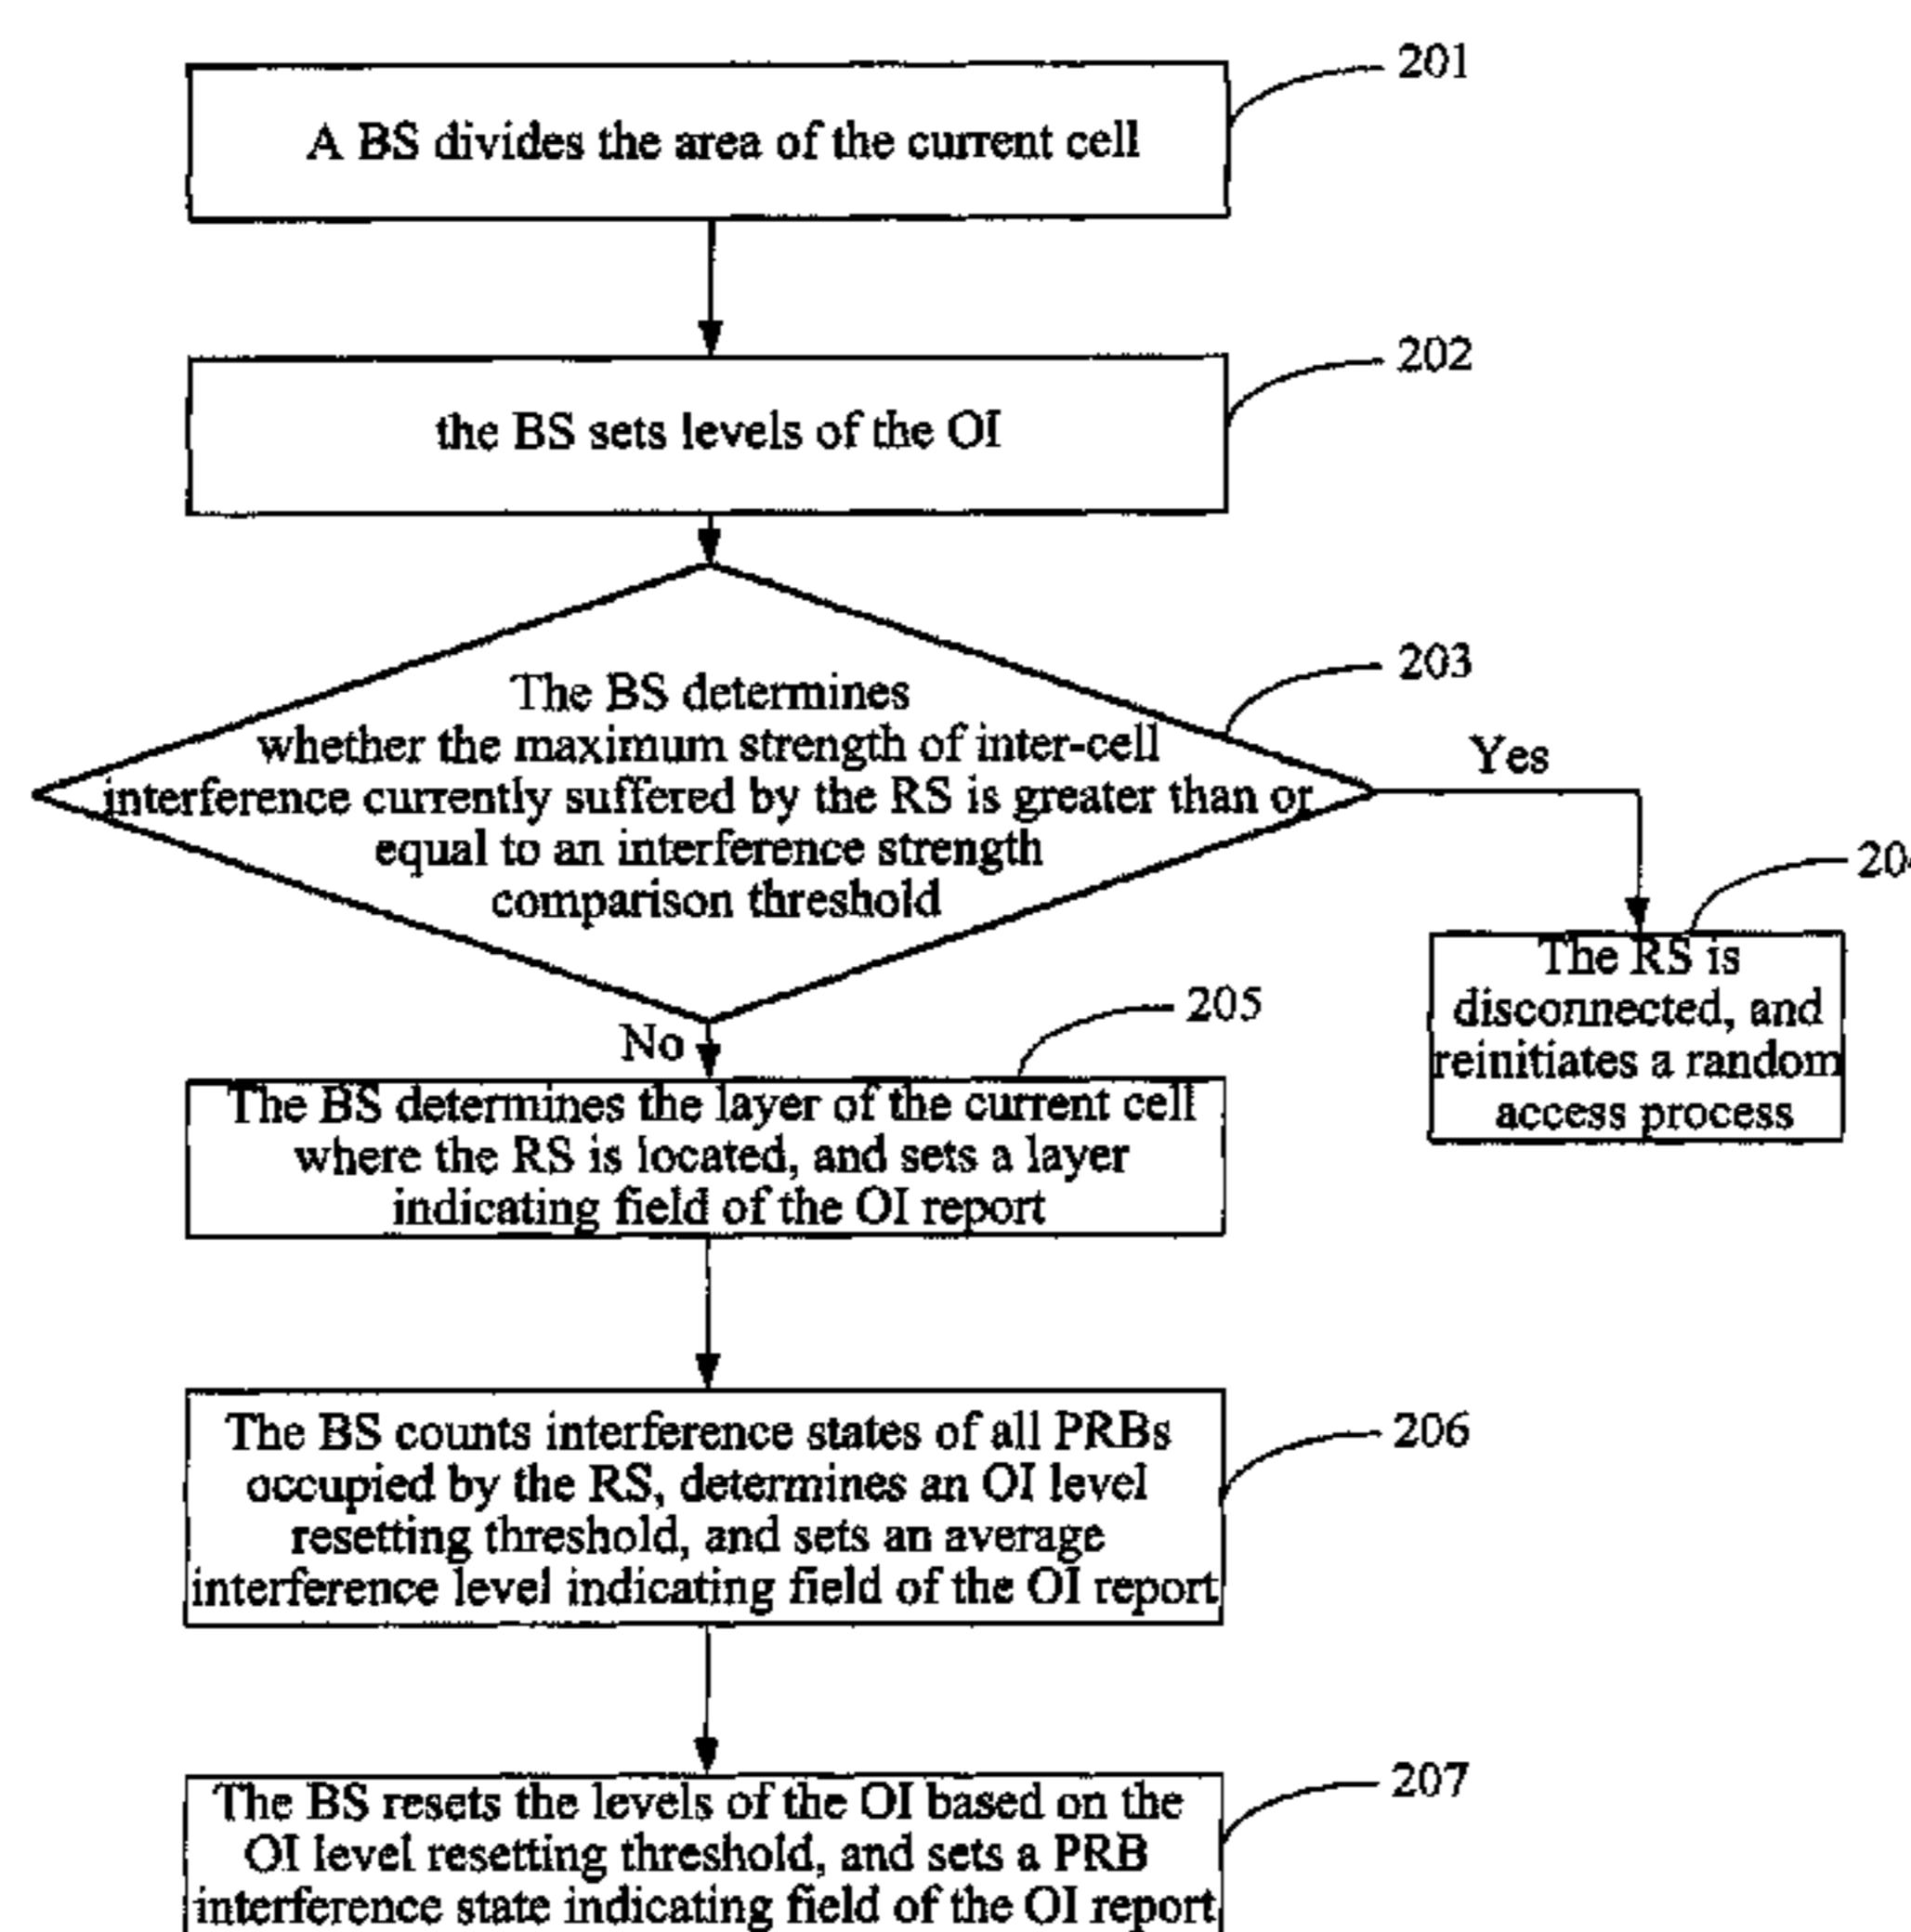 201
A BS divides the area of the current cell
202
the BS sets levels of the OI
203
The BS determines
whether the maximum strength of inter-cell
interference currently suffered by the RS is greater than or
equal to an interference strength
comparison threshold
Yes
The RS is
disconnected, and
reinitiates a random
access process
No
205
The BS determines the layer of the current cell
where the RS is located, and sets a layer
indicating field of the OI report
206
The BS counts interference states of all PRBs
occupied by the RS, determines an OI level
resetting threshold, and sets an average
interference level indicating field of the OI report
207
The BS resets the levels of the OI based on the
OI level resetting threshold, and sets a PRB
interference state indicating field of the OI report